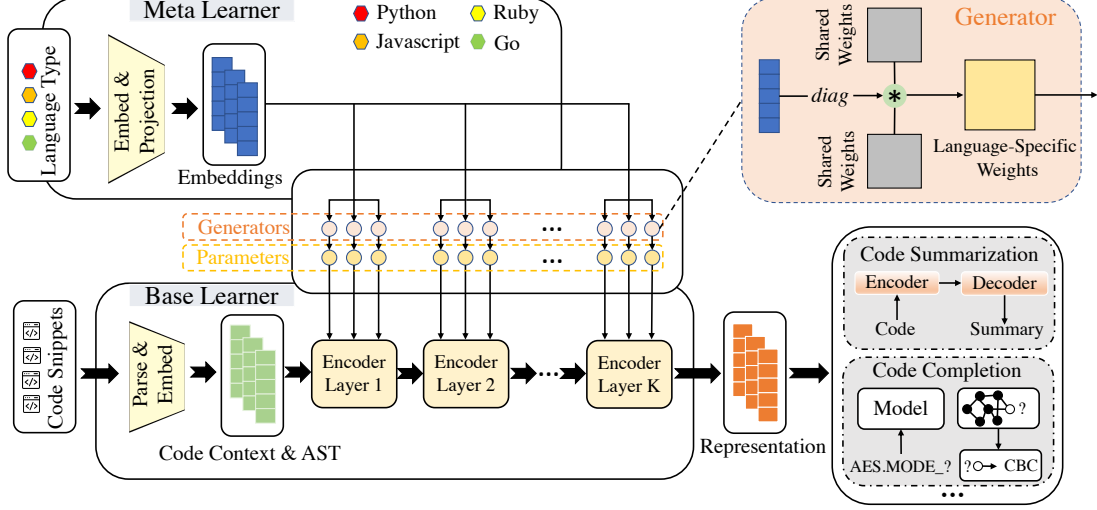 Meta Learner
Python
Ruby
Javascript
Go
Language Type
Embed &
Projection
Embeddings
Generator
Shared
Weights
diag
*
Shared
Weights
Language-Specific
Weights
Generators
...
Parameters
...
Base Learner
Code Snippets
</>
</>
</>
</>
Parse &
Embed
Code Context & AST
Encoder
Layer 1
Encoder
Layer 2
...
Encoder
Layer K
Representation
Code Summarization
Encoder
Decoder
Code
Summary
Code Completion
Model
?
AES.MODE_?
? CBC
...